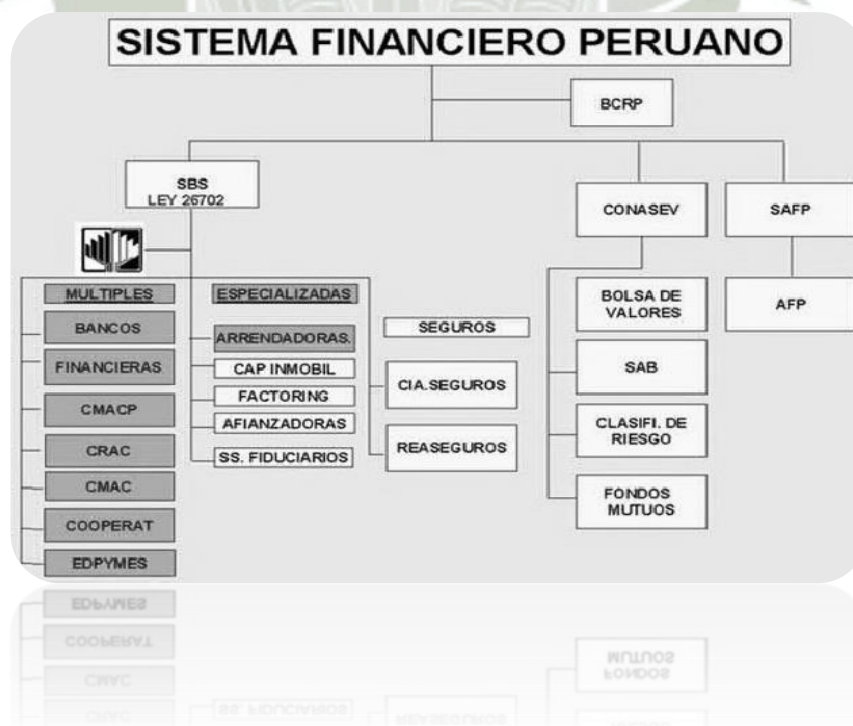 SISTEMA FINANCIERO PERUANO
BCRP
SBS
LEY 26702
CONASEV
SAFP
MULTIPLES
BANCOS
FINANCIERAS
CMACP
CRAC
CMAC
COOPERAT
EDPYMES
ESPECIALIZADAS
ARRENDADORAS.
CAP INMOBIL
FACTORING
AFIANZADORAS
SS. FIDUCIARIOS
SEGUROS
CIA.SEGUROS
REASEGUROS
BOLSA DE
VALORES
SAB
CLASIFI. DE
RIESGO
FONDOS
MUTUOS
AFP